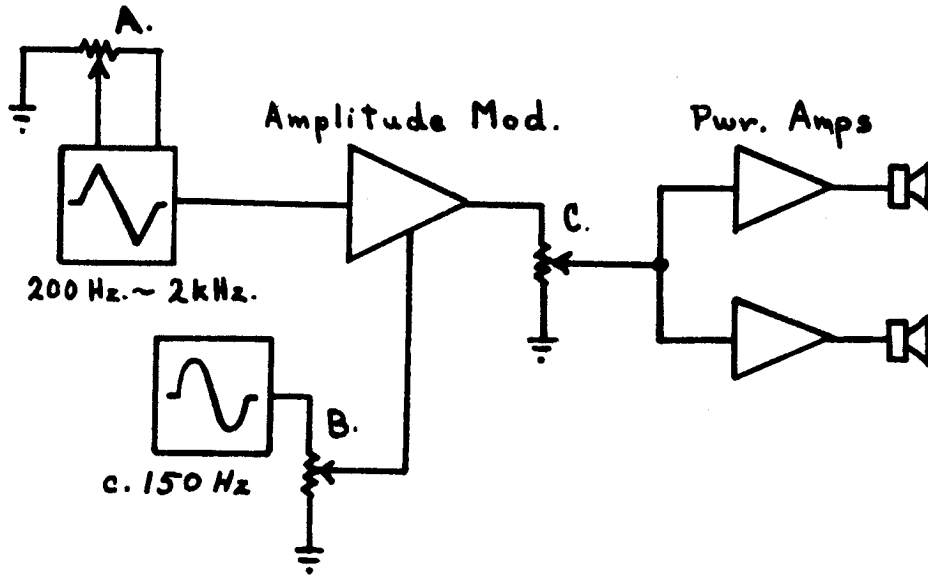 A.
Amplitude Mod.
Pwr. Amps
C.
200 Hz. ~ 2kHz.
B.
c. 150 Hz